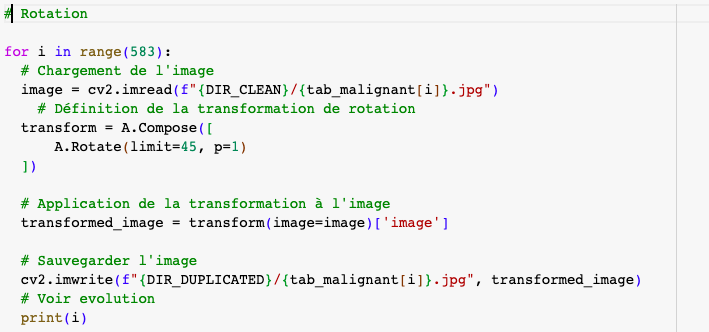 # Rotation
for i in range(583):
# Chargement de l'image
image = cv2.imread(f"{DIR_CLEAN}/{tab_malignant[i]}.jpg")
# Définition de la transformation de rotation
transform = A.Compose([
A.Rotate(limit=45, p=1)
])
# Application de la transformation à l'image
transformed_image = transform(image=image)['image']
# Sauvegarder l'image
cv2.imwrite(f"{DIR_DUPLICATED}/{tab_malignant[i]}.jpg", transformed_image)
# Voir evolution
print(i)